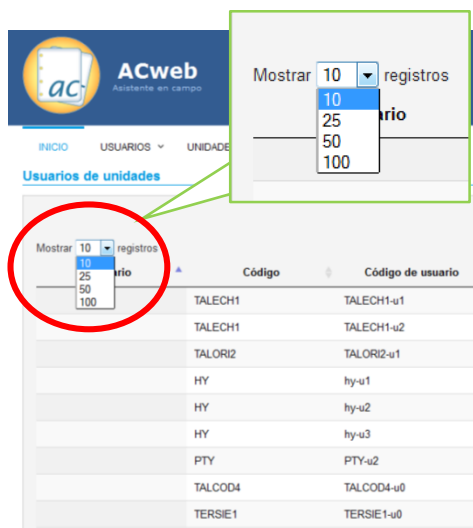 ac
ACweb
Asistente en campo
Mostrar 10 registros
10
25
50
100
rio
INICIO USUARIOS UNIDADE
Usuarios de unidades
Mostrar 10 registros
10
25
50
100
ario Código Código de usuario
TALECH1 TALECH1-u1
TALECH1 TALECH1-u2
TALORI2 TALORI2-u1
HY hy-u1
HY hy-u2
HY hy-u3
PTY PTY-u2
TALCOD4 TALCOD4-u0
TERSIE1 TERSIE1-u0